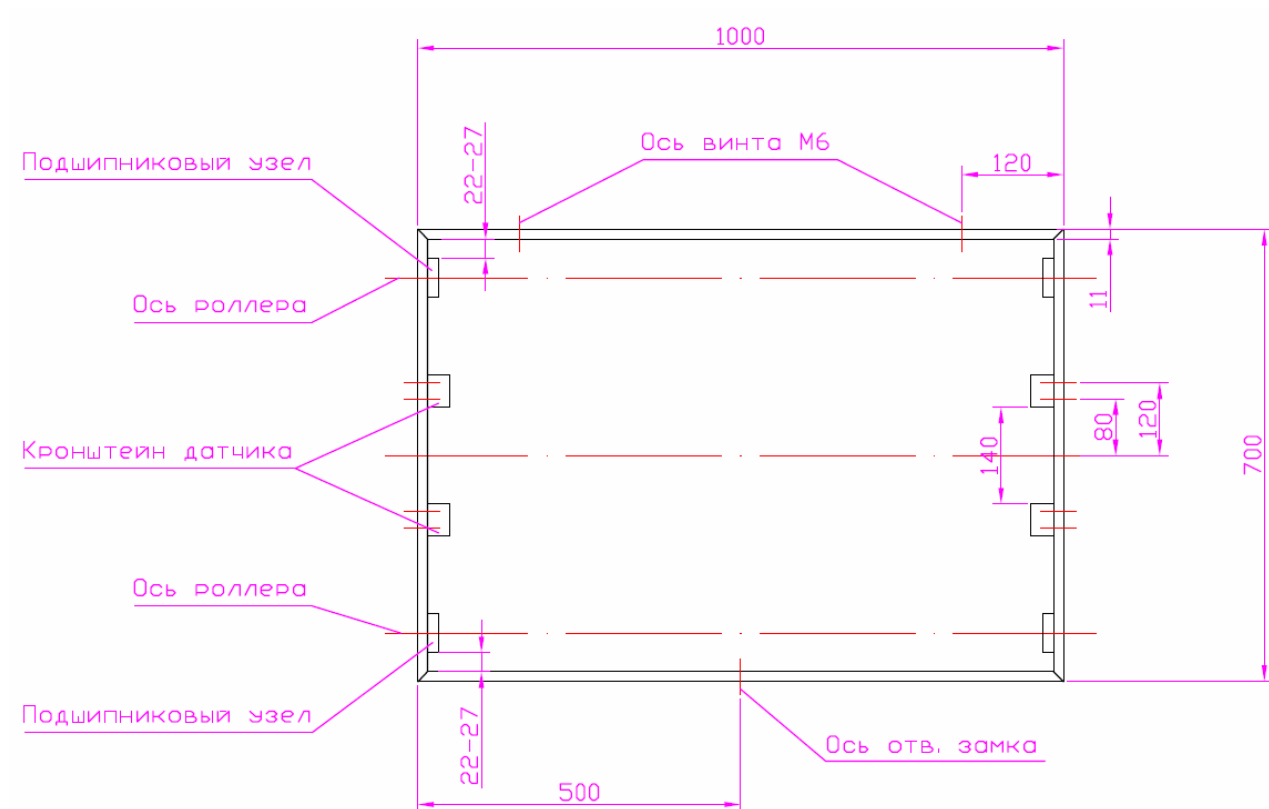 1000
Ось винта М6
22-27
120
Подшипниковый узел
Ось роллера
11
Кронштейн датчика
140
80
120
700
Ось роллера
Подшипниковый узел
22-27
Ось отв. замка
500